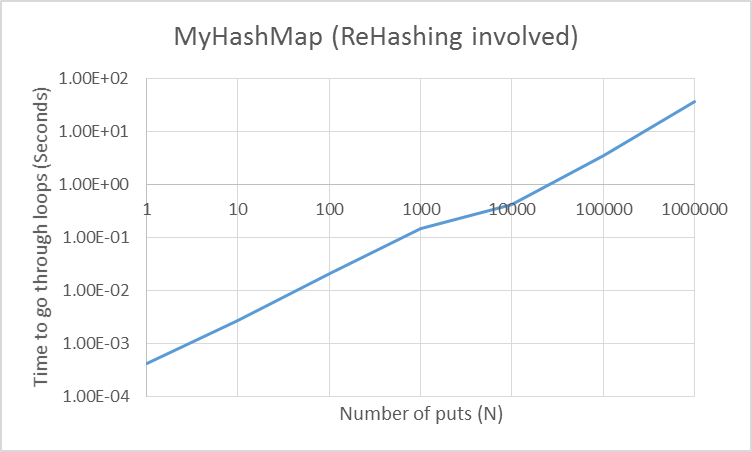 MyHashMap (ReHashing involved)
Time to go through loops (Seconds)
1.00E+02
1.00E+01
1.00E+00
1.00E-01
1.00E-02
1.00E-03
1.00E-04
1 10 100 1000 10000 100000 1000000
Number of puts (N)